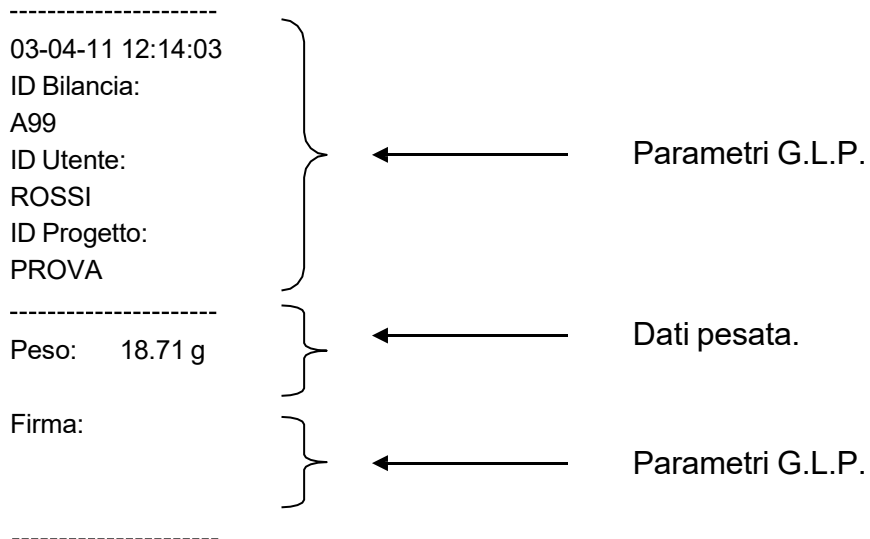 -----------------------
03-04-11 12:14:03
ID Bilancia:
A99
ID Utente:
ROSSI
ID Progetto:
PROVA
Parametri G.L.P.
-----------------------
Peso: 18.71 g
Dati pesata.
Firma:
Parametri G.L.P.
-----------------------